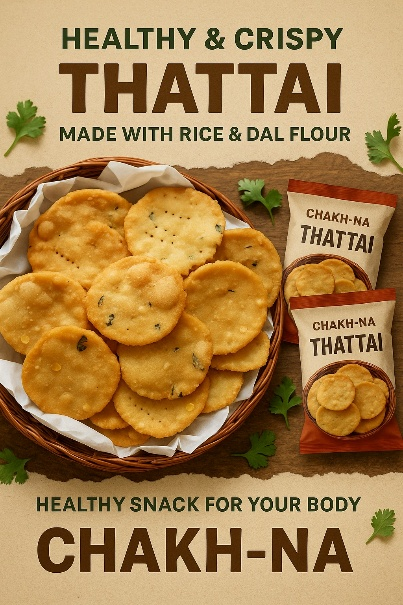 HEALTHY & CRISPY
THATTAI
MADE WITH RICE & DAL FLOUR
CHAKH-NA
THATTAI
CHAKH-NA
THATTAI
HEALTHY SNACK FOR YOUR BODY
CHAKH-NA